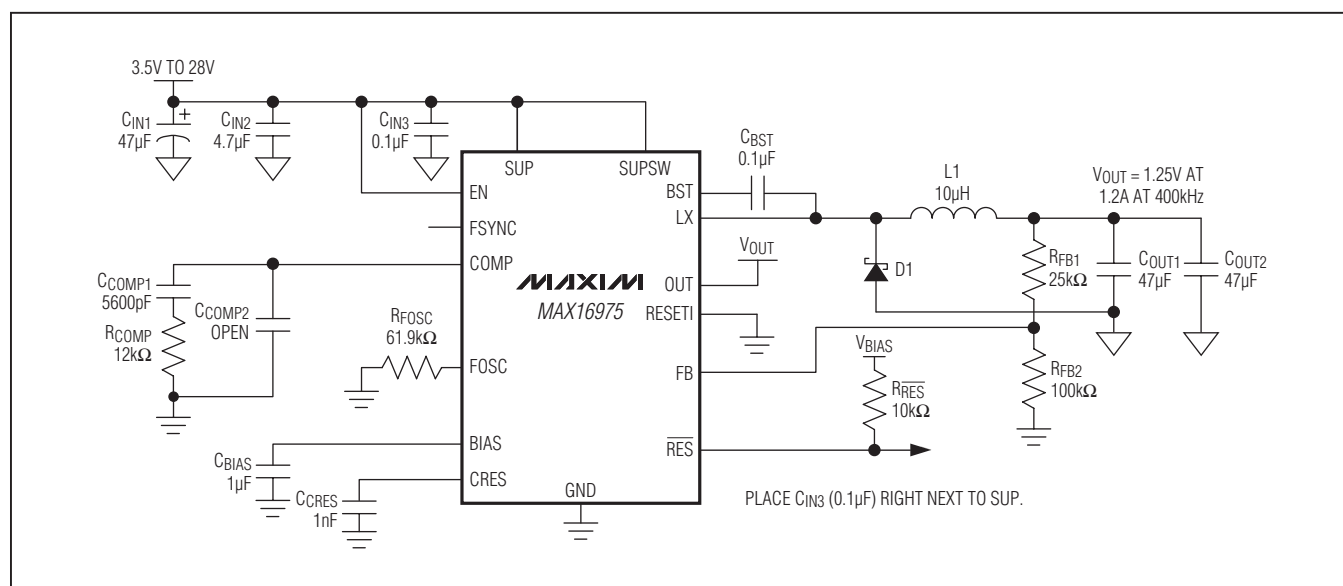 3.5V TO 28V
CIN1
47µF
+
CIN2
4.7µF
CIN3
0.1µF
SUP
SUPSW
EN
FSYNC
COMP
CCOMP1
5600pF
RCOMP
12kΩ
CCOMP2
OPEN
RFOSC
61.9kΩ
FOSC
BIAS
CBIAS
1µF
CRES
CCRES
1nF
GND
MAXIM
MAX16975
BST
LX
OUT
RESETI
FB
RES
CBST
0.1µF
VOUT
D1
L1
10µH
VOUT = 1.25V AT
1.2A AT 400kHz
RFB1
25kΩ
COUT1
47µF
COUT2
47µF
VBIAS
RRES
10kΩ
RFB2
100kΩ
PLACE CIN3 (0.1µF) RIGHT NEXT TO SUP.